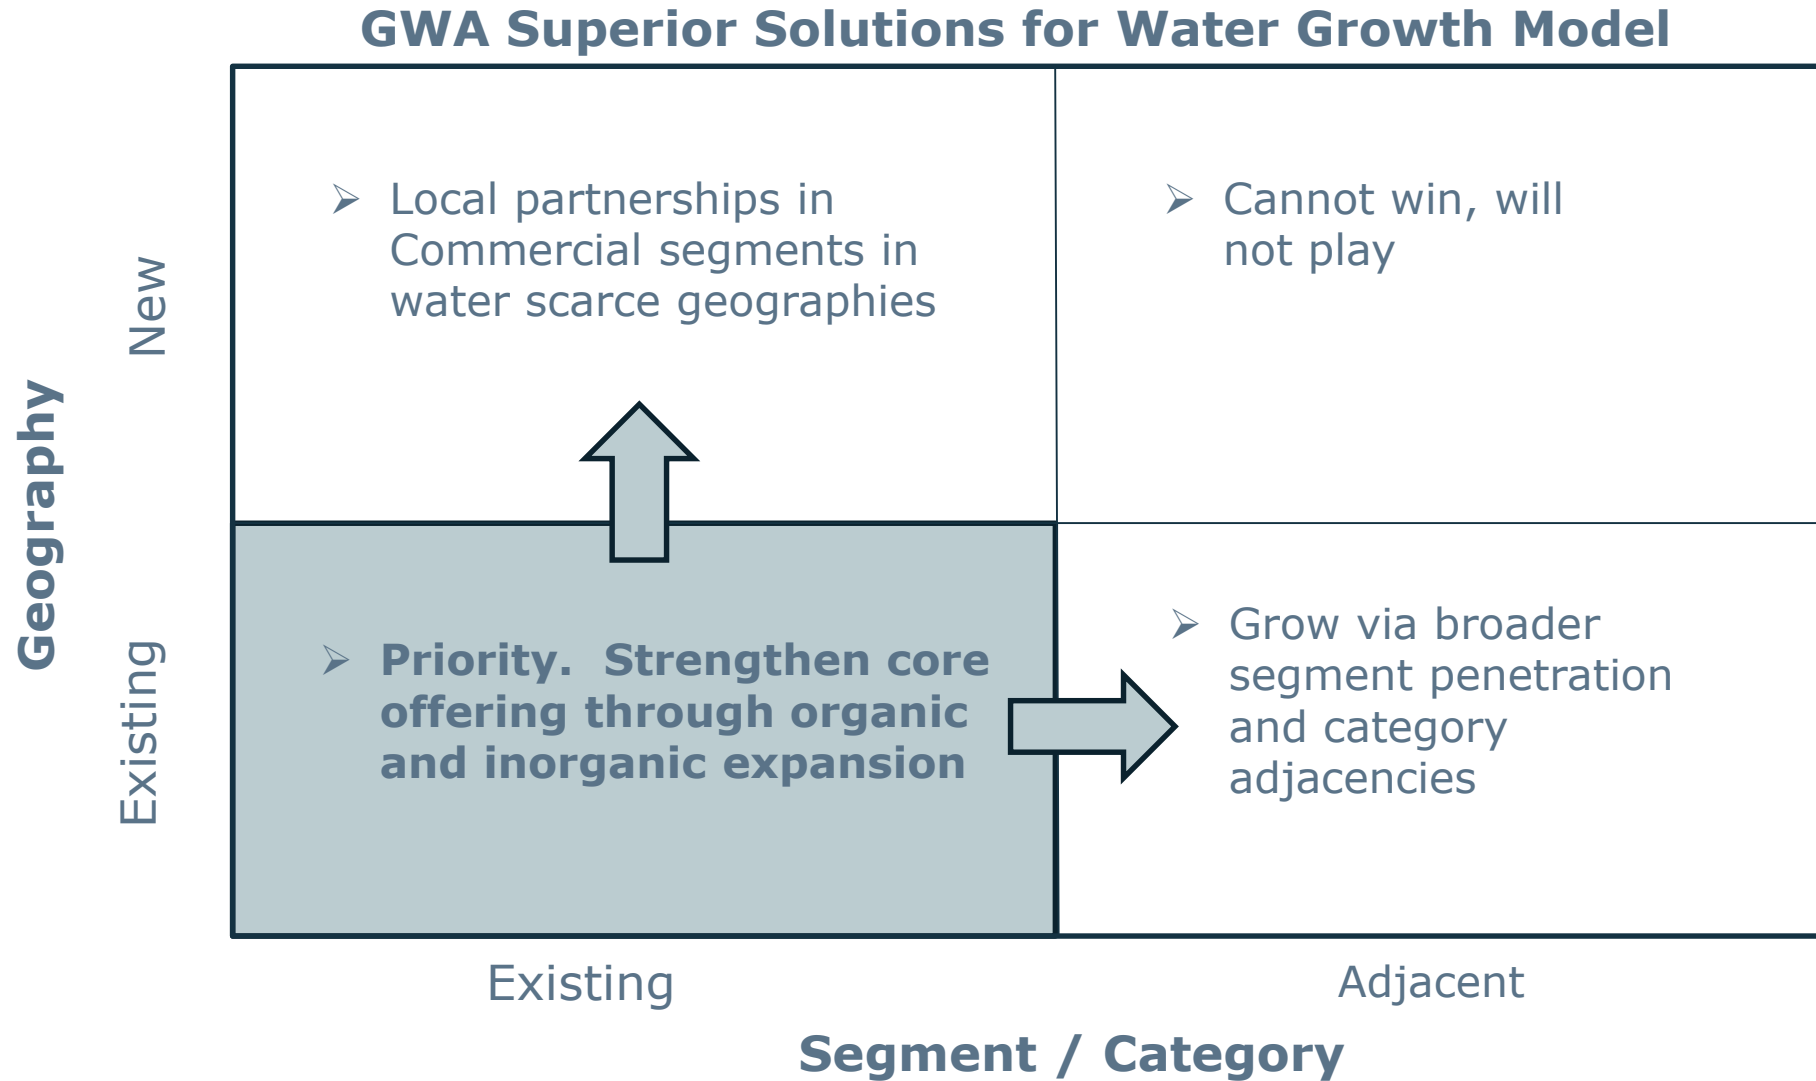 GWA Superior Solutions for Water Growth Model
Geography
New
➢ Local partnerships in
Commercial segments in
water scarce geographies
➢ Cannot win, will
not play
Existing
➢ Priority.  Strengthen core
offering through organic
and inorganic expansion
➢ Grow via broader
segment penetration
and category
adjacencies
Existing
Adjacent
Segment / Category